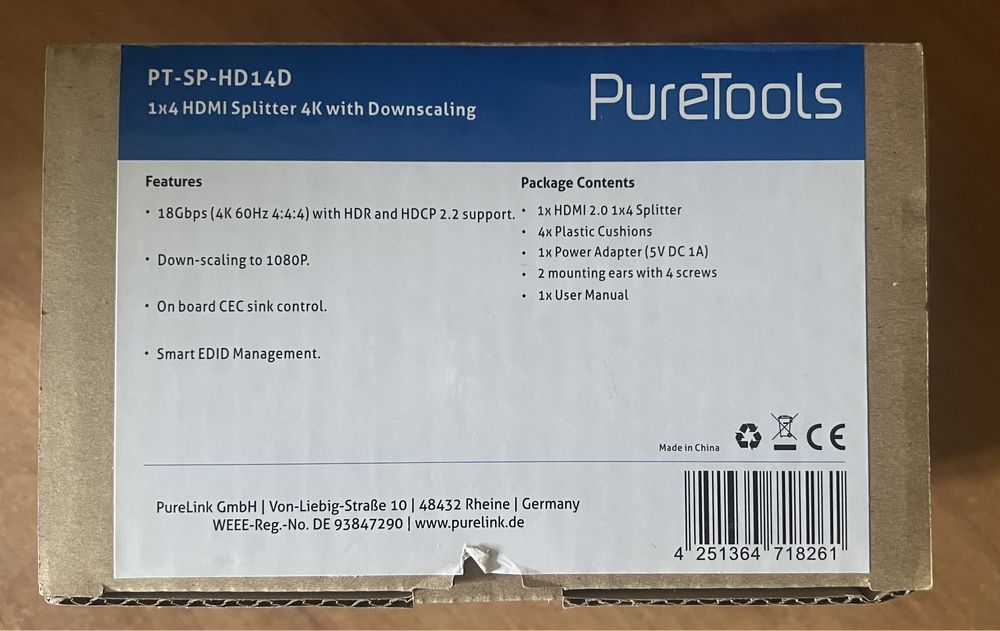 PT-SP-HD14D
1x4 HDMI Splitter 4K with Downscaling
PureTools
Features
• 18Gbps (4K 60Hz 4:4:4) with HDR and HDCP 2.2 support.
• Down-scaling to 1080P.
• On board CEC sink control.
• Smart EDID Management.
Package Contents
• 1x HDMI 2.0 1x4 Splitter
• 4x Plastic Cushions
• 1x Power Adapter (5V DC 1A)
• 2 mounting ears with 4 screws
• 1x User Manual
Made in China
CE
PureLink GmbH | Von-Liebig-Straße 10 | 48432 Rheine | Germany
WEEE-Reg.-No. DE 93847290 | www.purelink.de
4 251364 718261